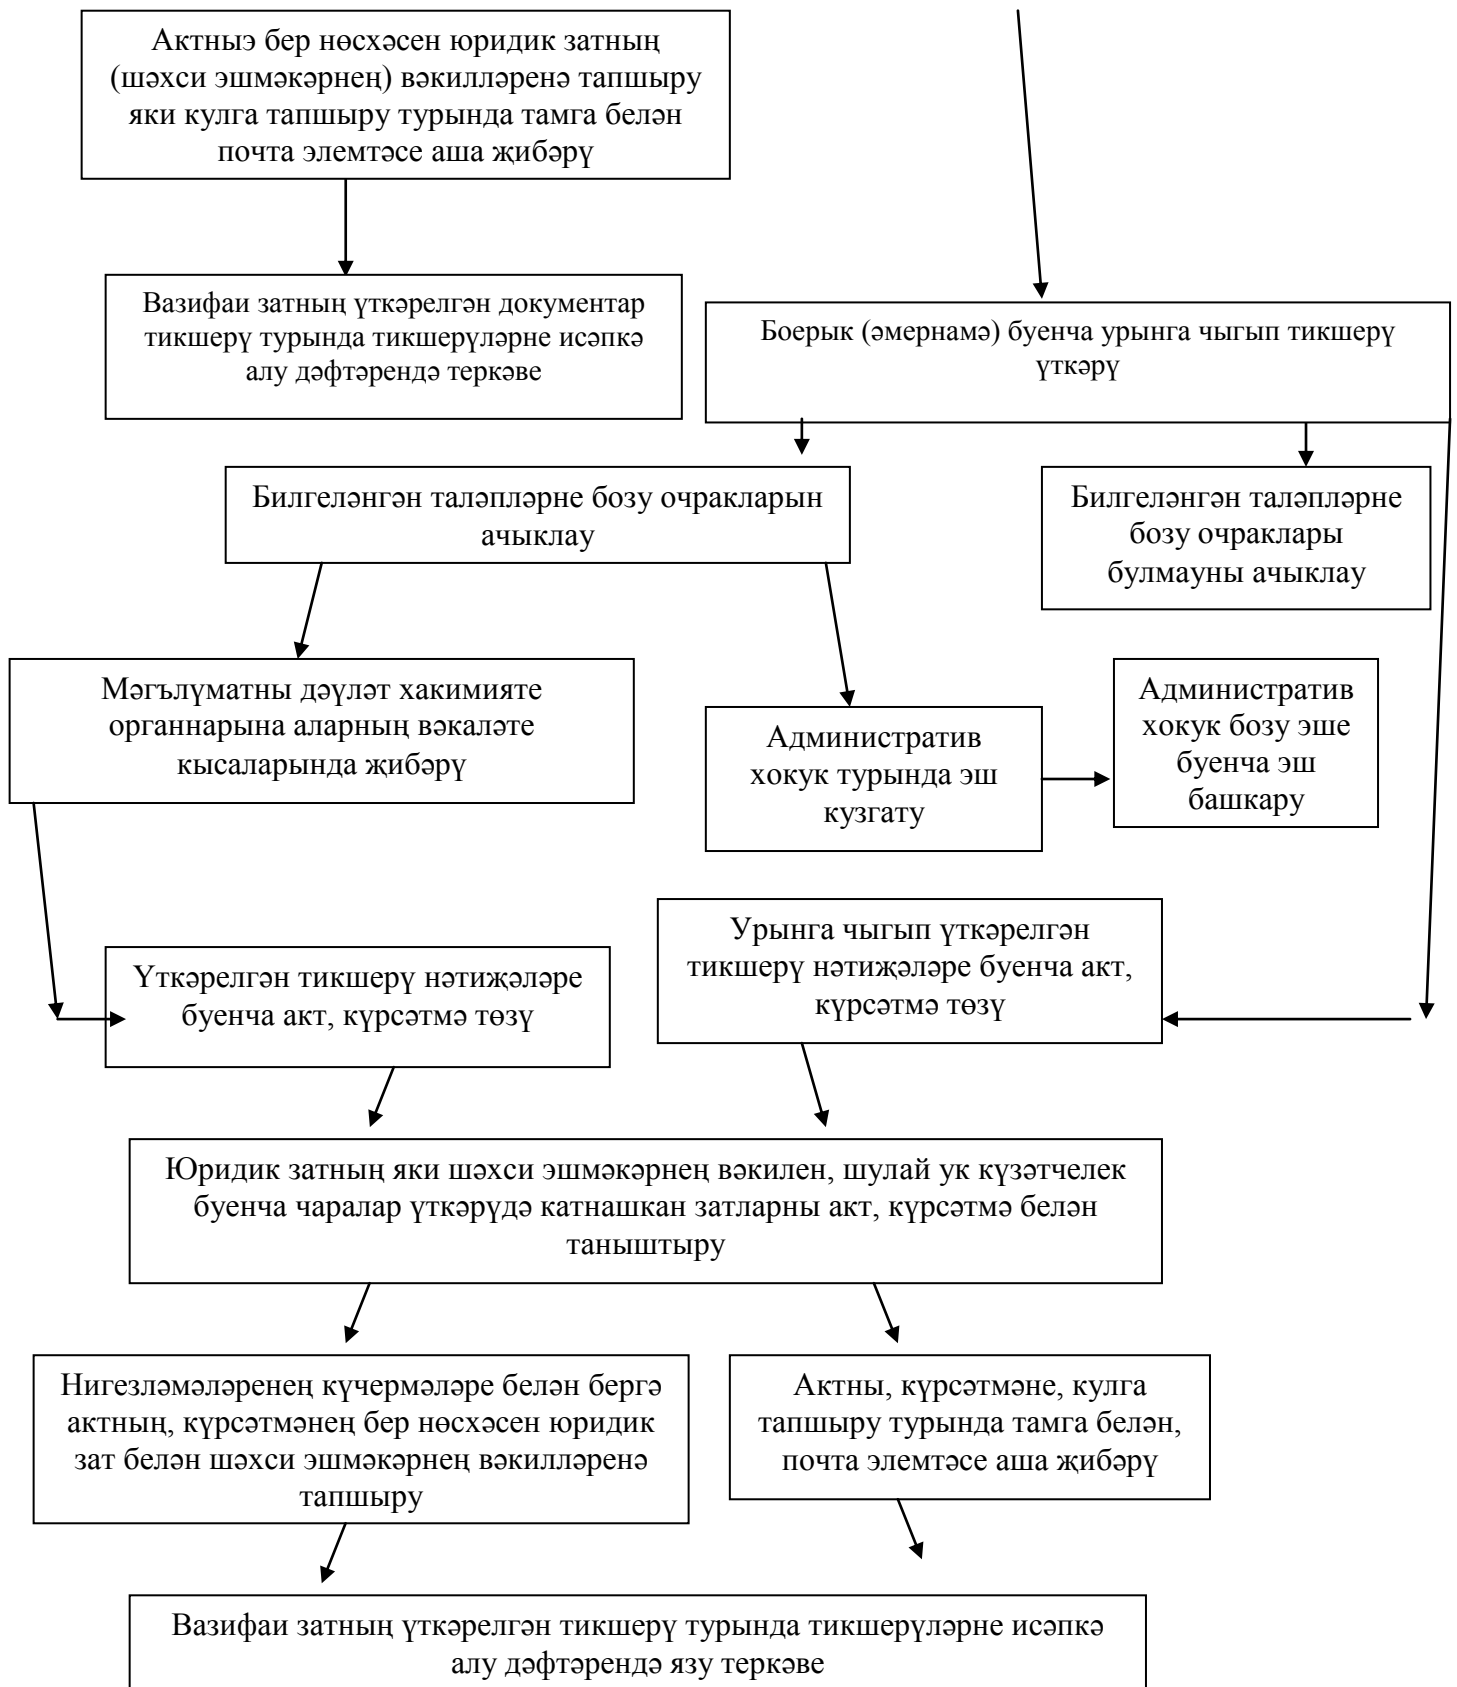 Актныэ бер нөсхәсен юридик затның
(шәхси эшмәкәрнең) вәкилләренә тапшыру
яки кулга тапшыру турында тамга белән
почта элемтәсе аша җибәрү
Вазифаи затның үткәрелгән документар
тикшерү турында тикшерүләрне исәпкә
алу дәфтәрендә теркәве
Боерык (әмернамә) буенча урынга чыгып тикшерү
үткәрү
Билгеләнгән таләпләрне бозу очракларын
ачыклау
Билгеләнгән таләпләрне
бозу очраклары
булмауны ачыклау
Мәгълүматны дәүләт хакимияте
органнарына аларның вәкаләте
кысаларында җибәрү
Административ
хокук турында эш
кузгату
Административ
хокук бозу эше
буенча эш
башкару
Урынга чыгып үткәрелгән
тикшерү нәтиҗәләре буенча акт,
күрсәтмә төзү
Үткәрелгән тикшерү нәтиҗәләре
буенча акт, күрсәтмә төзү
Юридик затның яки шәхси эшмәкәрнең вәкилен, шулай ук күзәтчелек
буенча чаралар үткәрүдә катнашкан затларны акт, күрсәтмә белән
таныштыру
Нигезләмәләренең күчермәләре белән бергә
актның, күрсәтмәнең бер нөсхәсен юридик
зат белән шәхси эшмәкәрнең вәкилләренә
тапшыру
Актны, күрсәтмәне, кулга
тапшыру турында тамга белән,
почта элемтәсе аша җибәрү
Вазифаи затның үткәрелгән тикшерү турында тикшерүләрне исәпкә
алу дәфтәрендә язу теркәве